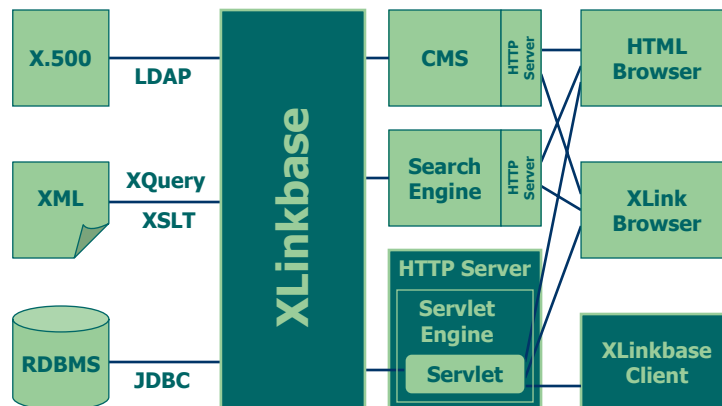 X.500
LDAP
XML
XQuery
XSLT
RDBMS
JDBC
XLinkbase
CMS
HTTP
Server
Search
Engine
HTTP
Server
HTTP Server
Servlet
Engine
Servlet
HTML
Browser
XLink
Browser
XLinkbase
Client